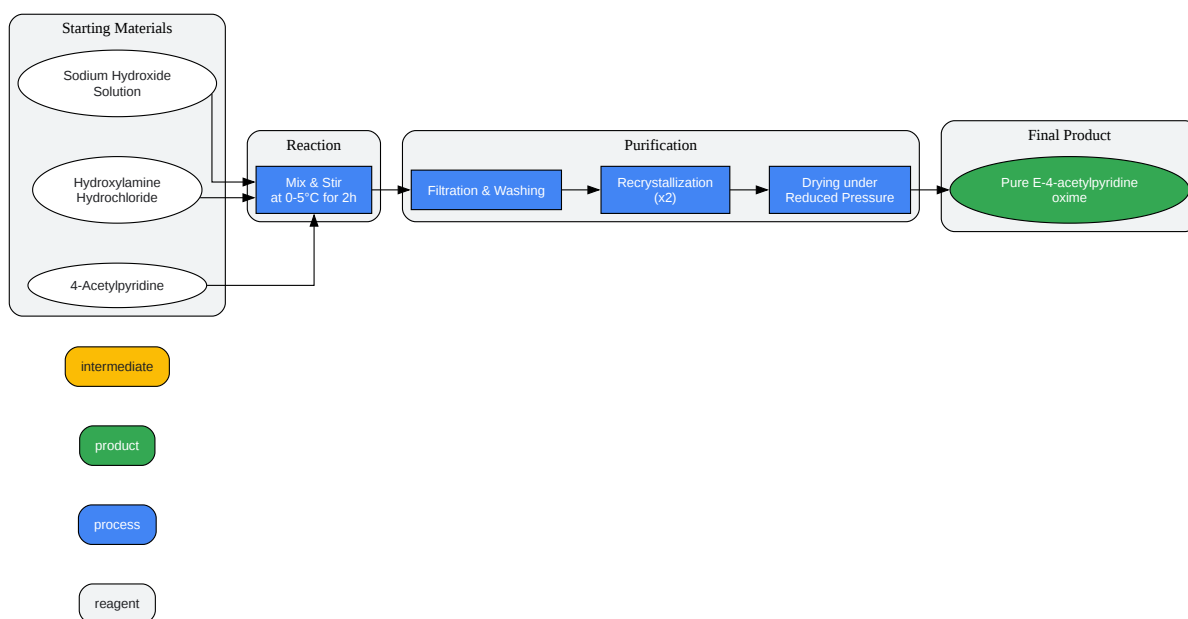 Starting Materials
Sodium Hydroxide
Solution
Hydroxylamine
Hydrochloride
4-Acetylpyridine
Reaction
Mix & Stir
at 0-5°C for 2h
Purification
Filtration & Washing
Recrystallization
(x2)
Drying under
Reduced Pressure
Final Product
Pure E-4-acetylpyridine
oxime
intermediate
product
process
reagent